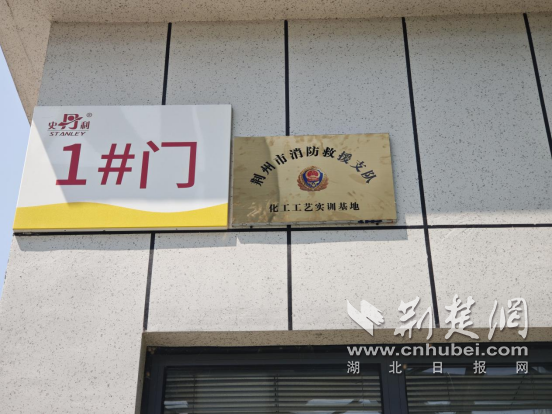 史丹利®
STANLEY
1#门
荆州市消防救援支队
化工工艺实训基地
荆楚网
www.cnhubei.com
湖北日报网